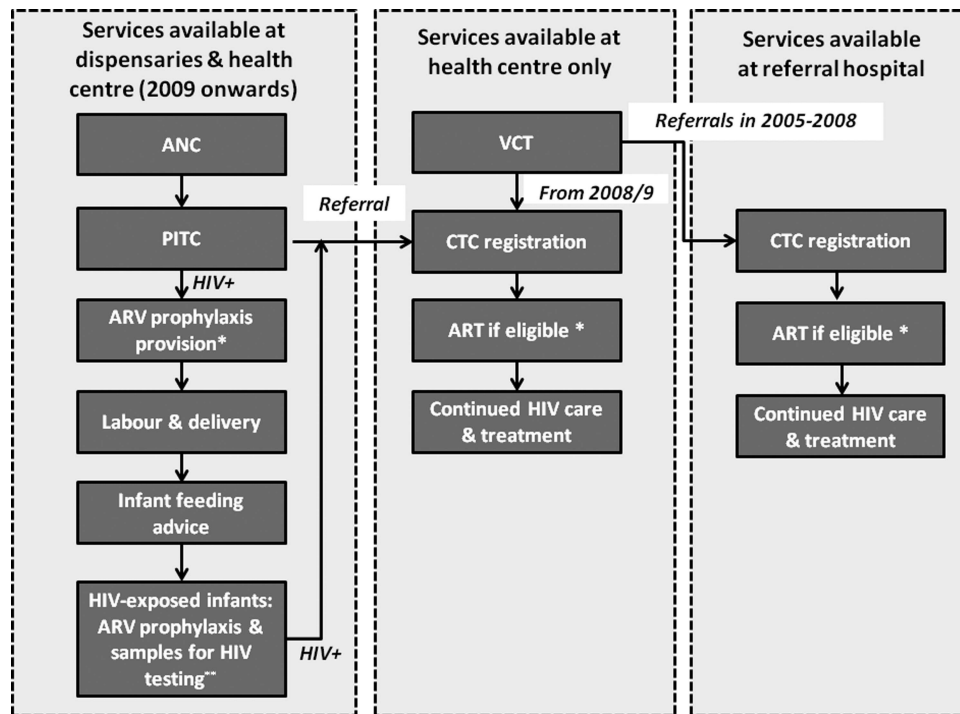 Services available at
dispensaries & health
centre (2009 onwards)
ANC
PITC
HIV+
ARV prophylaxis
provision*
Labour & delivery
Infant feeding
advice
HIV-exposed infants:
ARV prophylaxis &
samples for HIV
testing**
HIV+
Referral
Services available at
health centre only
VCT
From 2008/9
CTC registration
ART if eligible *
Continued HIV care
& treatment
Referrals in 2005-2008
Services available
at referral hospital
CTC registration
ART if eligible *
Continued HIV care
& treatment